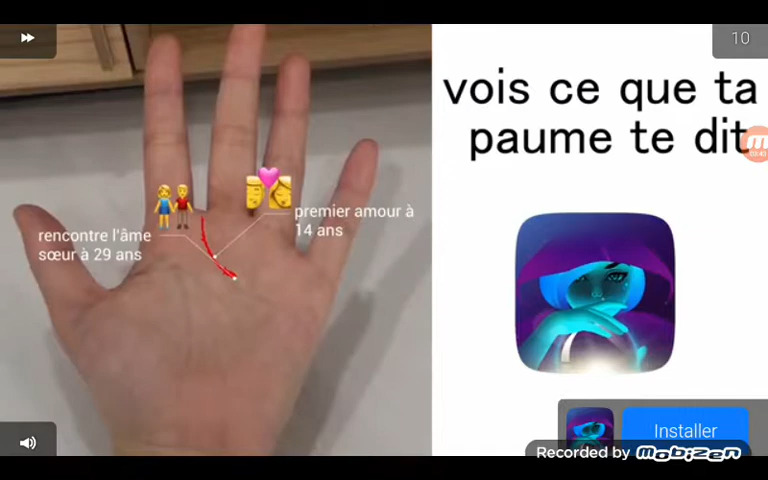 10
vois ce que ta
paume te dit
premier amour à
14 ans
rencontre l'âme
sœur à 29 ans
Installer
Recorded by MobiZen